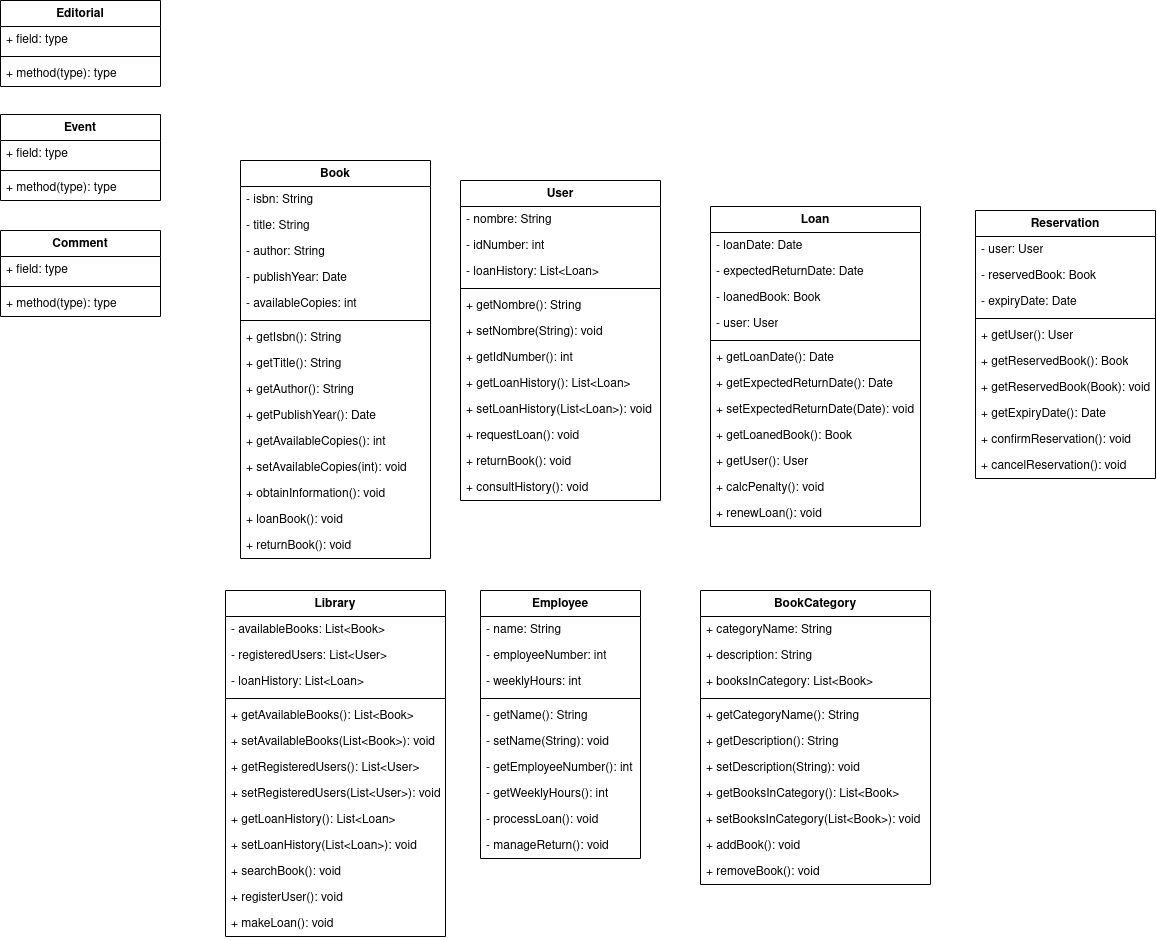 Editorial
+ field: type
+ method(type): type
Event
+ field: type
+ method(type): type
Comment
+ field: type
+ method(type): type
Book
- isbn: String
- title: String
- author: String
- publishYear: Date
- availableCopies: int
+ getIsbn(): String
+ getTitle(): String
+ getAuthor(): String
+ getPublishYear(): Date
+ getAvailableCopies(): int
+ setAvailableCopies(int): void
+ obtainInformation(): void
+ loanBook(): void
+ returnBook(): void
User
- nombre: String
- idNumber: int
- loanHistory: List<Loan>
+ getNombre(): String
+ setNombre(String): void
+ getIdNumber(): int
+ getLoanHistory(): List<Loan>
+ setLoanHistory(List<Loan>): void
+ requestLoan(): void
+ returnBook(): void
+ consultHistory(): void
Loan
- loanDate: Date
- expectedReturnDate: Date
- loanedBook: Book
- user: User
+ getLoanDate(): Date
+ getExpectedReturnDate(): Date
+ setExpectedReturnDate(Date): void
+ getLoanedBook(): Book
+ getUser(): User
+ calcPenalty(): void
+ renewLoan(): void
Reservation
- user: User
- reservedBook: Book
- expiryDate: Date
+ getUser(): User
+ getReservedBook(): Book
+ getReservedBook(Book): void
+ getExpiryDate(): Date
+ confirmReservation(): void
+ cancelReservation(): void
Library
- availableBooks: List<Book>
- registeredUsers: List<User>
- loanHistory: List<Loan>
+ getAvailableBooks(): List<Book>
+ setAvailableBooks(List<Book>): void
+ getRegisteredUsers(): List<User>
+ setRegisteredUsers(List<User>): void
+ getLoanHistory(): List<Loan>
+ setLoanHistory(List<Loan>): void
+ searchBook(): void
+ registerUser(): void
+ makeLoan(): void
Employee
- name: String
- employeeNumber: int
- weeklyHours: int
- getName(): String
- setName(String): void
- getEmployeeNumber(): int
- getWeeklyHours(): int
- processLoan(): void
- manageReturn(): void
BookCategory
+ categoryName: String
+ description: String
+ booksInCategory: List<Book>
+ getCategoryName(): String
+ getDescription(): String
+ setDescription(String): void
+ getBooksInCategory(): List<Book>
+ setBooksInCategory(List<Book>): void
+ addBook(): void
+ removeBook(): void